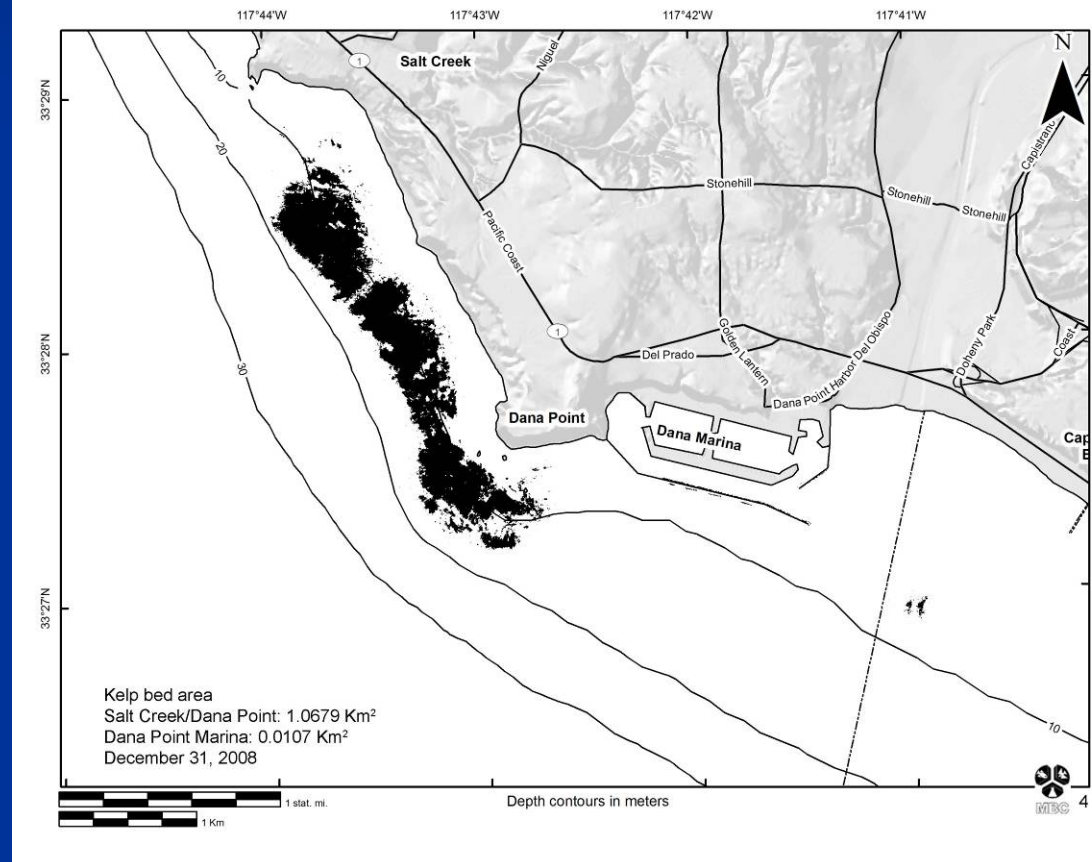 117°44'W
117°43'W
117°42'W
117°41'W
N
33°29'N
33°28'N
33°27'N
10
20
30
10
1
Salt Creek
Niguel
Capistrano
Stonehill
Stonehill
Stonehill
Pacific Coast
1
Del Prado
Golden Lantern
Dana Point Harbor Del Obispo
Doheny Park
Coast
Dana Point
Dana Marina
Cap
Kelp bed area
Salt Creek/Dana Point: 1.0679 Km²
Dana Point Marina: 0.0107 Km²
December 31, 2008
1 stat. mi.
1 Km
Depth contours in meters
MBC
4